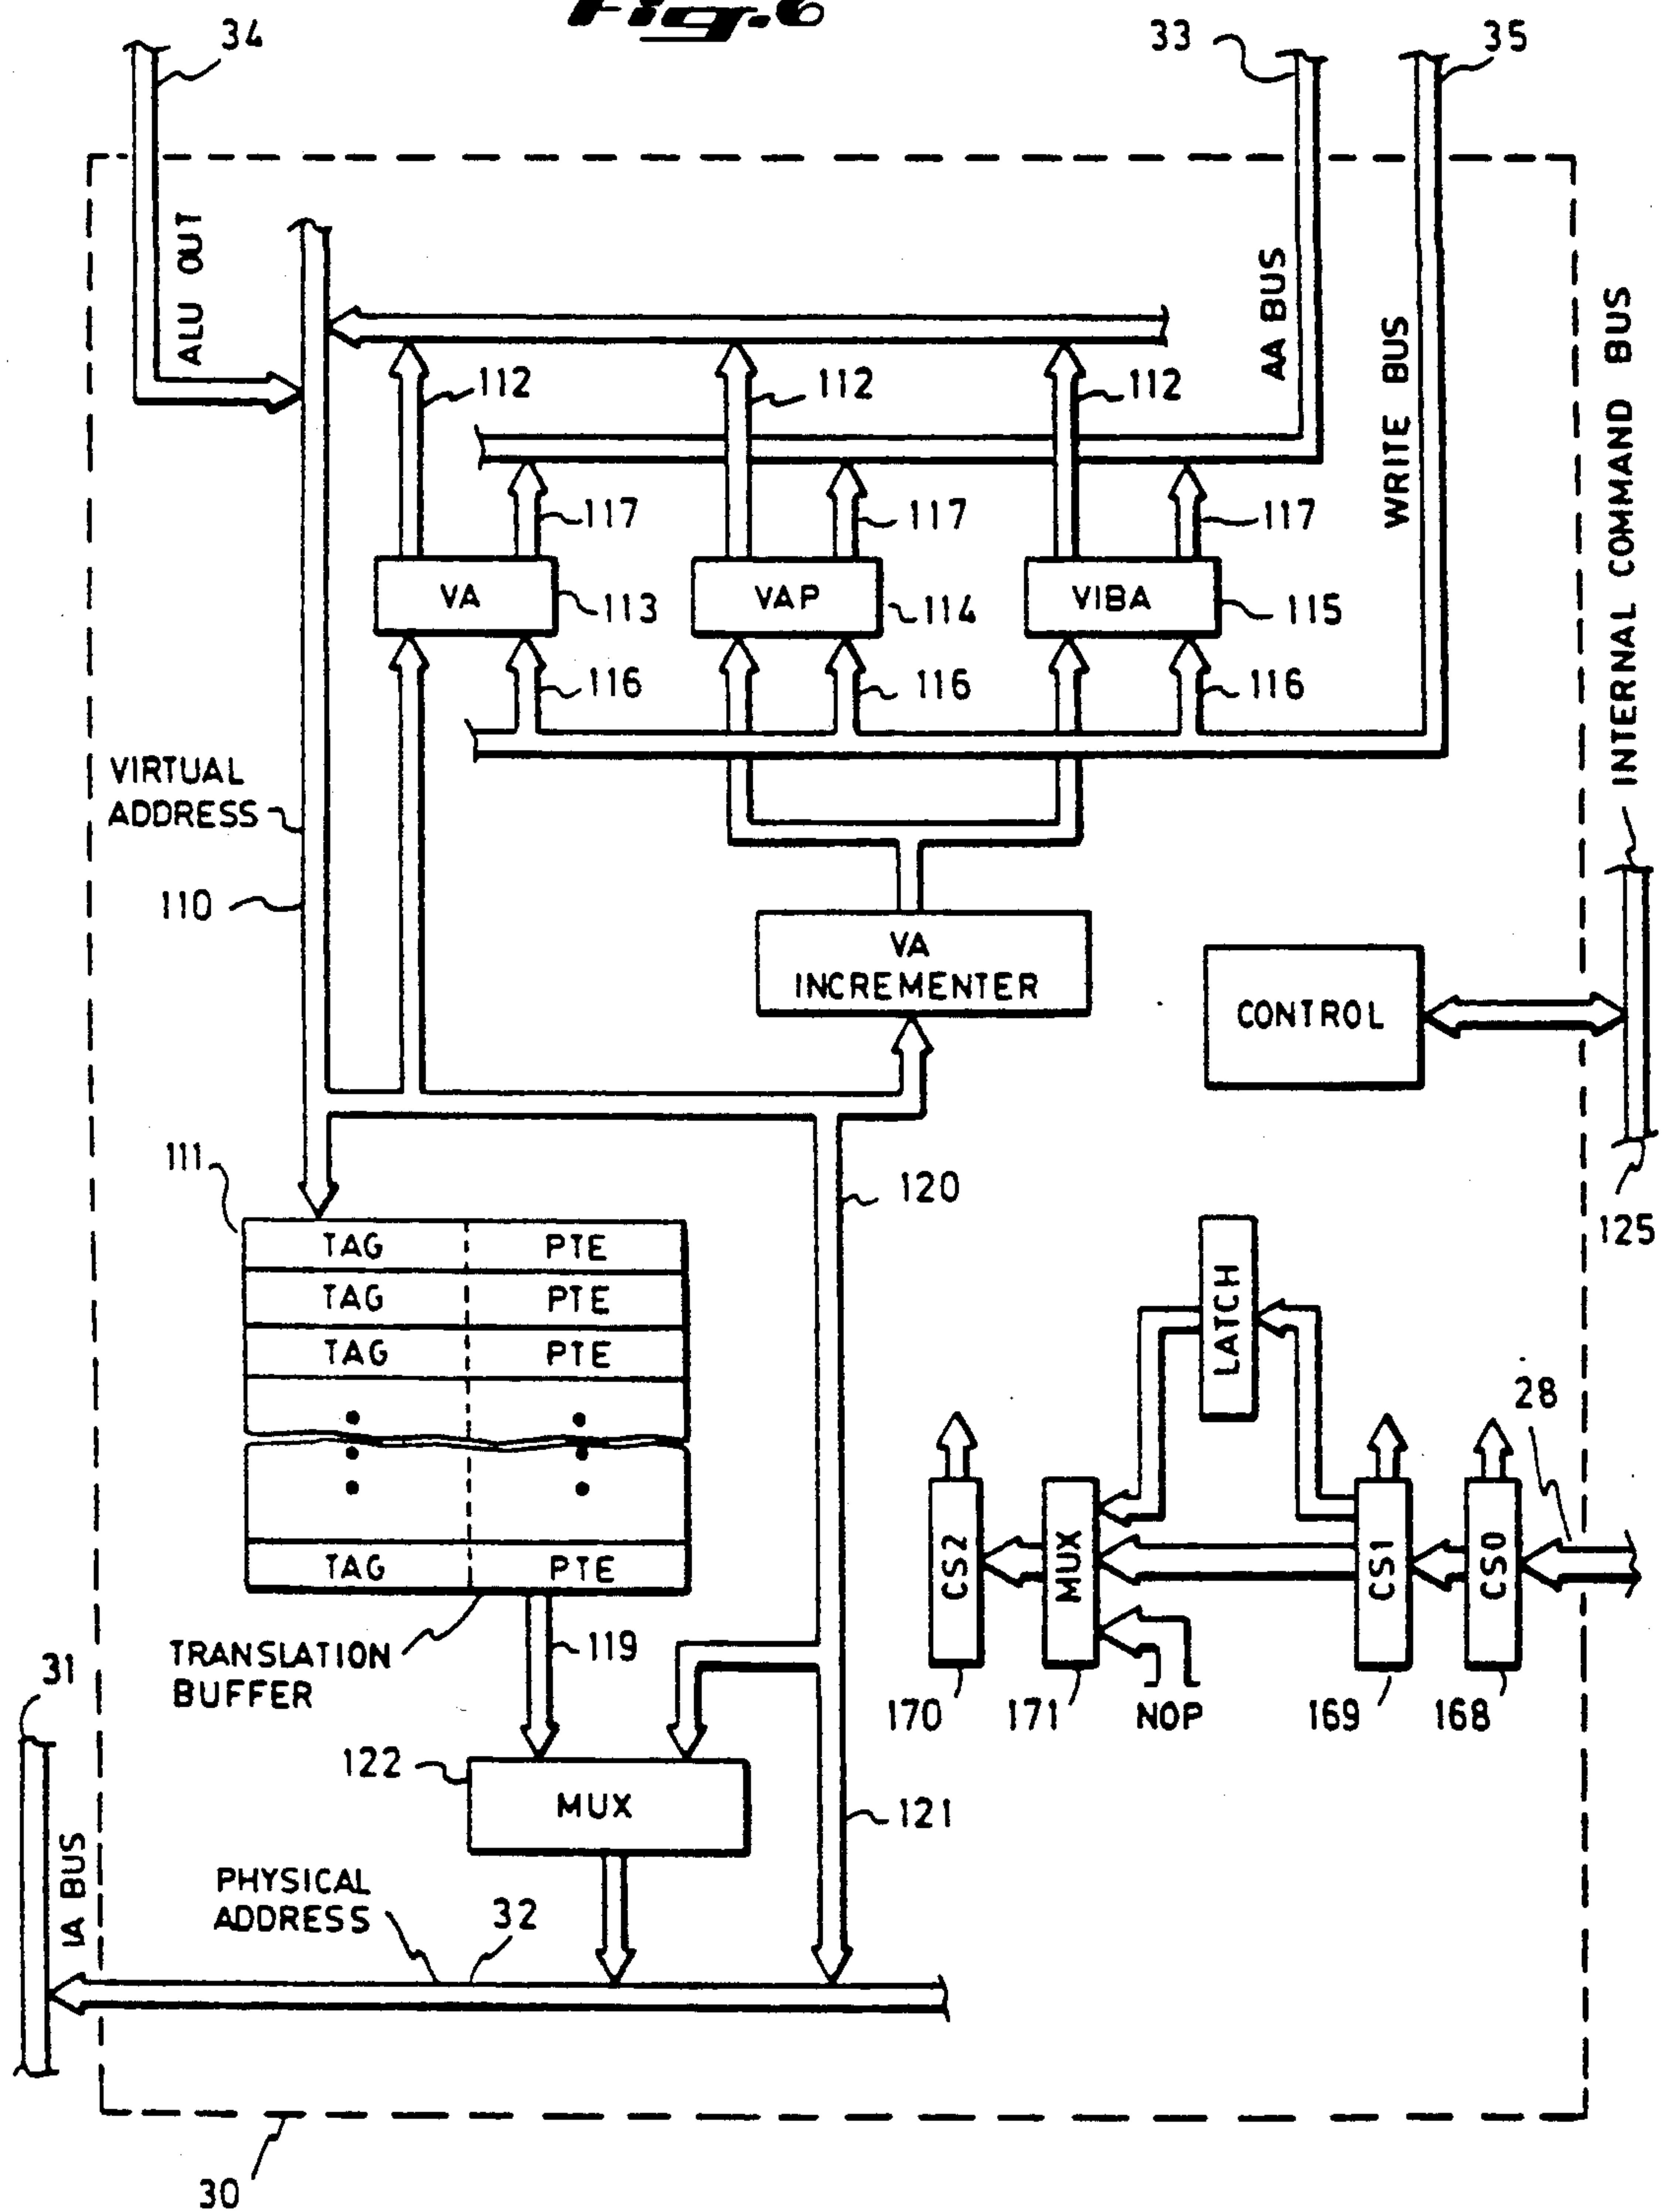 Fig.6
34
33
35
ALU OUT
AA BUS
WRITE BUS
INTERNAL COMMAND BUS
112
112
112
117
117
117
VA
113
VAP
114
VIBA
115
116
116
116
VIRTUAL
ADDRESS
110
VA
INCREMENTER
CONTROL
125
111
120
TAG PTE
TAG PTE
TAG PTE
TAG PTE
LATCH
28
CS2
MUX
CS1
CS0
170
171
NOP
169
168
TRANSLATION
BUFFER
119
31
122
MUX
121
IA BUS
PHYSICAL
ADDRESS
32
30